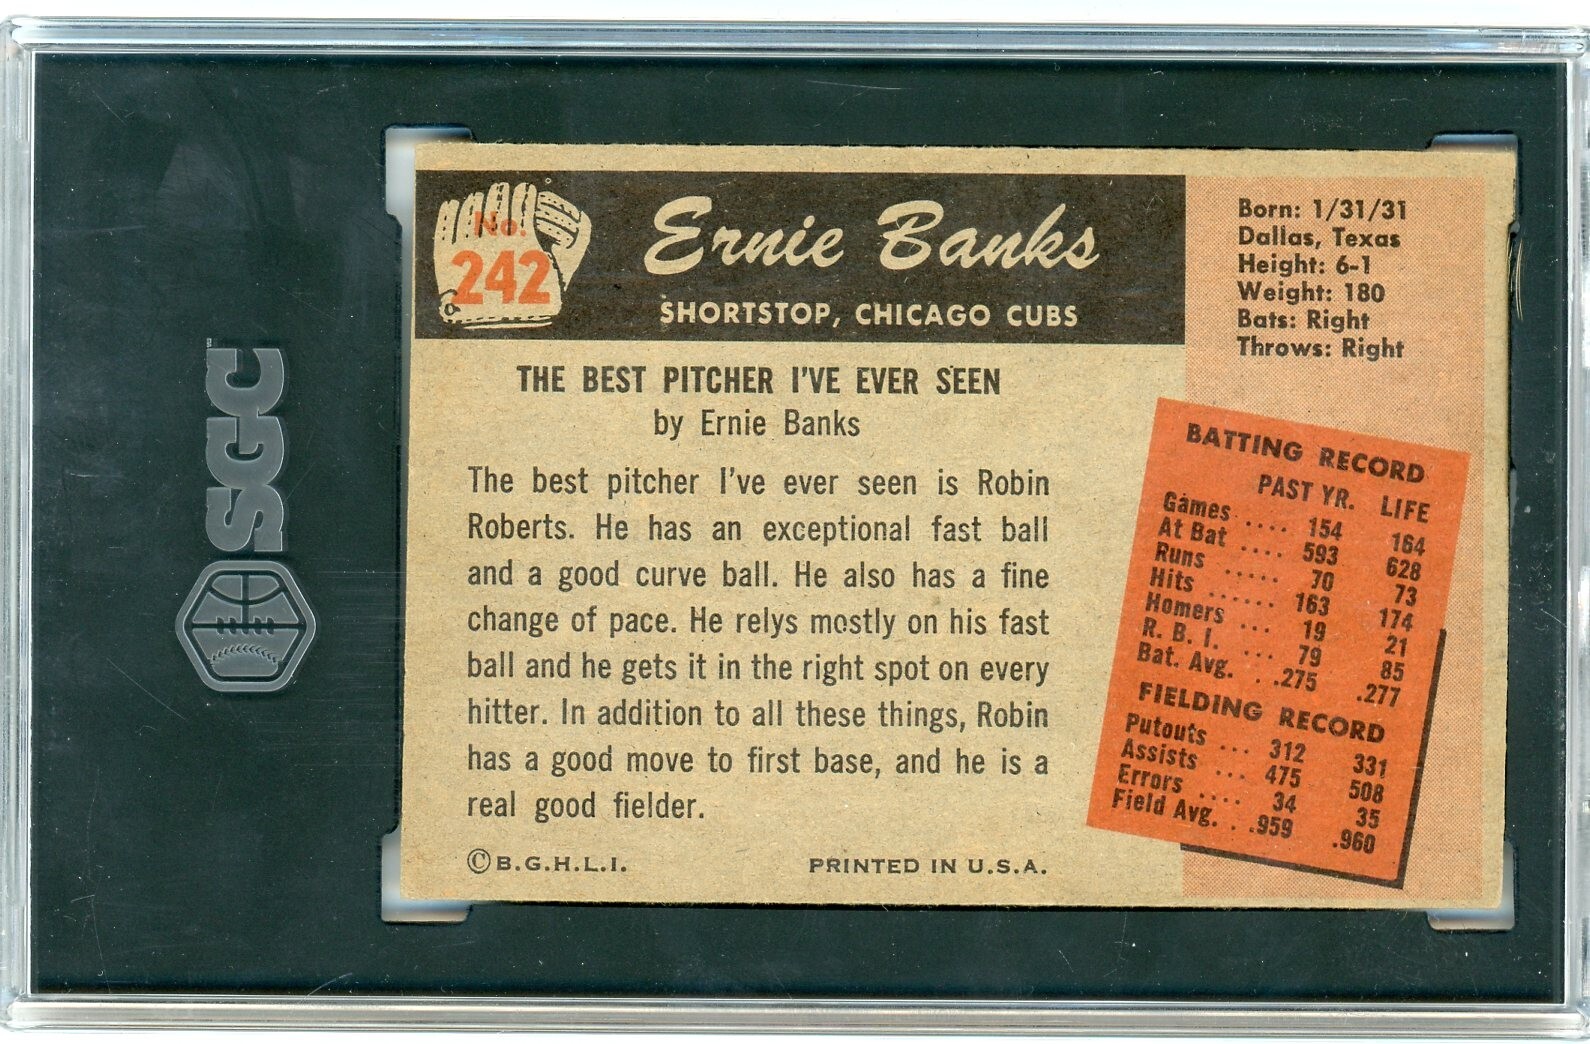 SGC
No.
242
Ernie Banks
SHORTSTOP, CHICAGO CUBS
Born: 1/31/31
Dallas, Texas
Height: 6-1
Weight: 180
Bats: Right
Throws: Right
THE BEST PITCHER I'VE EVER SEEN
by Ernie Banks
The best pitcher I've ever seen is Robin
Roberts. He has an exceptional fast ball
and a good curve ball. He also has a fine
change of pace. He relys mostly on his fast
ball and he gets it in the right spot on every
hitter. In addition to all these things, Robin
has a good move to first base, and he is a
real good fielder.
©B.G.H.L.I.
PRINTED IN U.S.A.
BATTING RECORD
PAST YR. LIFE
Games .... 154 164
At Bat .... 593 628
Runs ..... 70 73
Hits ...... 163 174
Homers ... 19 21
R. B. I. ... 79 85
Bat. Avg. . .275 .277
FIELDING RECORD
Putouts ... 312 331
Assists ... 475 508
Errors .... 34 35
Field Avg. . .959 .960